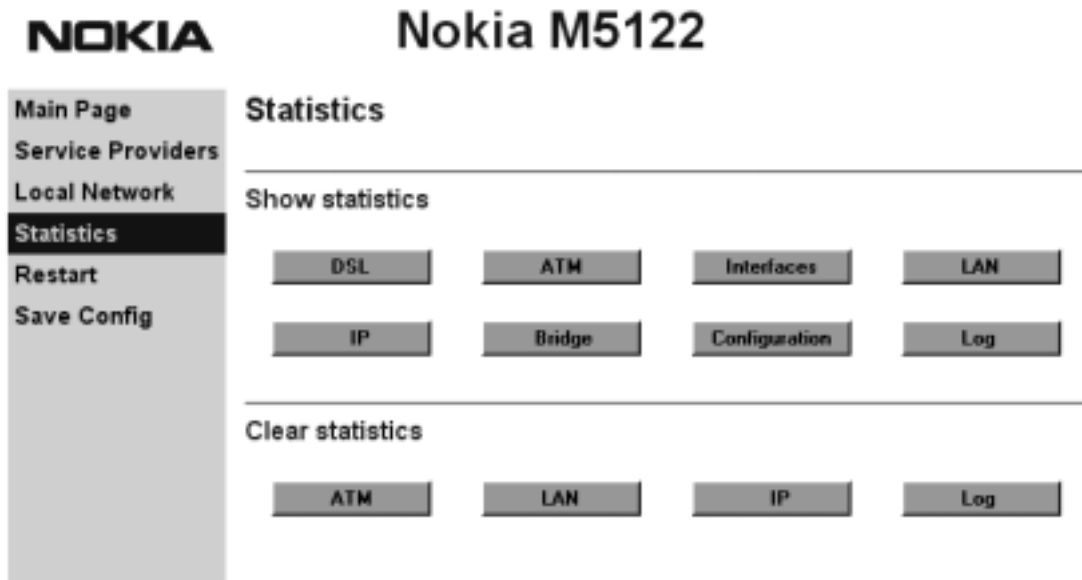 NOKIA
Nokia M5122
Main Page
Service Providers
Local Network
Statistics
Restart
Save Config
Statistics
Show statistics
DSL ATM Interfaces LAN
IP Bridge Configuration Log
Clear statistics
ATM LAN IP Log